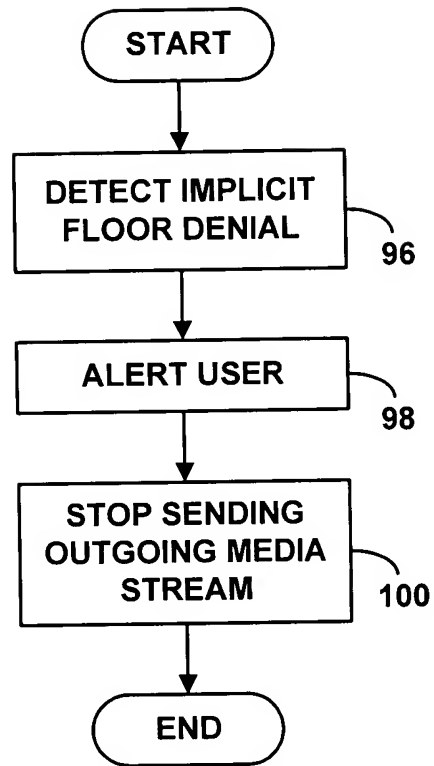 START
DETECT IMPLICIT
FLOOR DENIAL
96
ALERT USER
98
STOP SENDING
OUTGOING MEDIA
STREAM
100
END